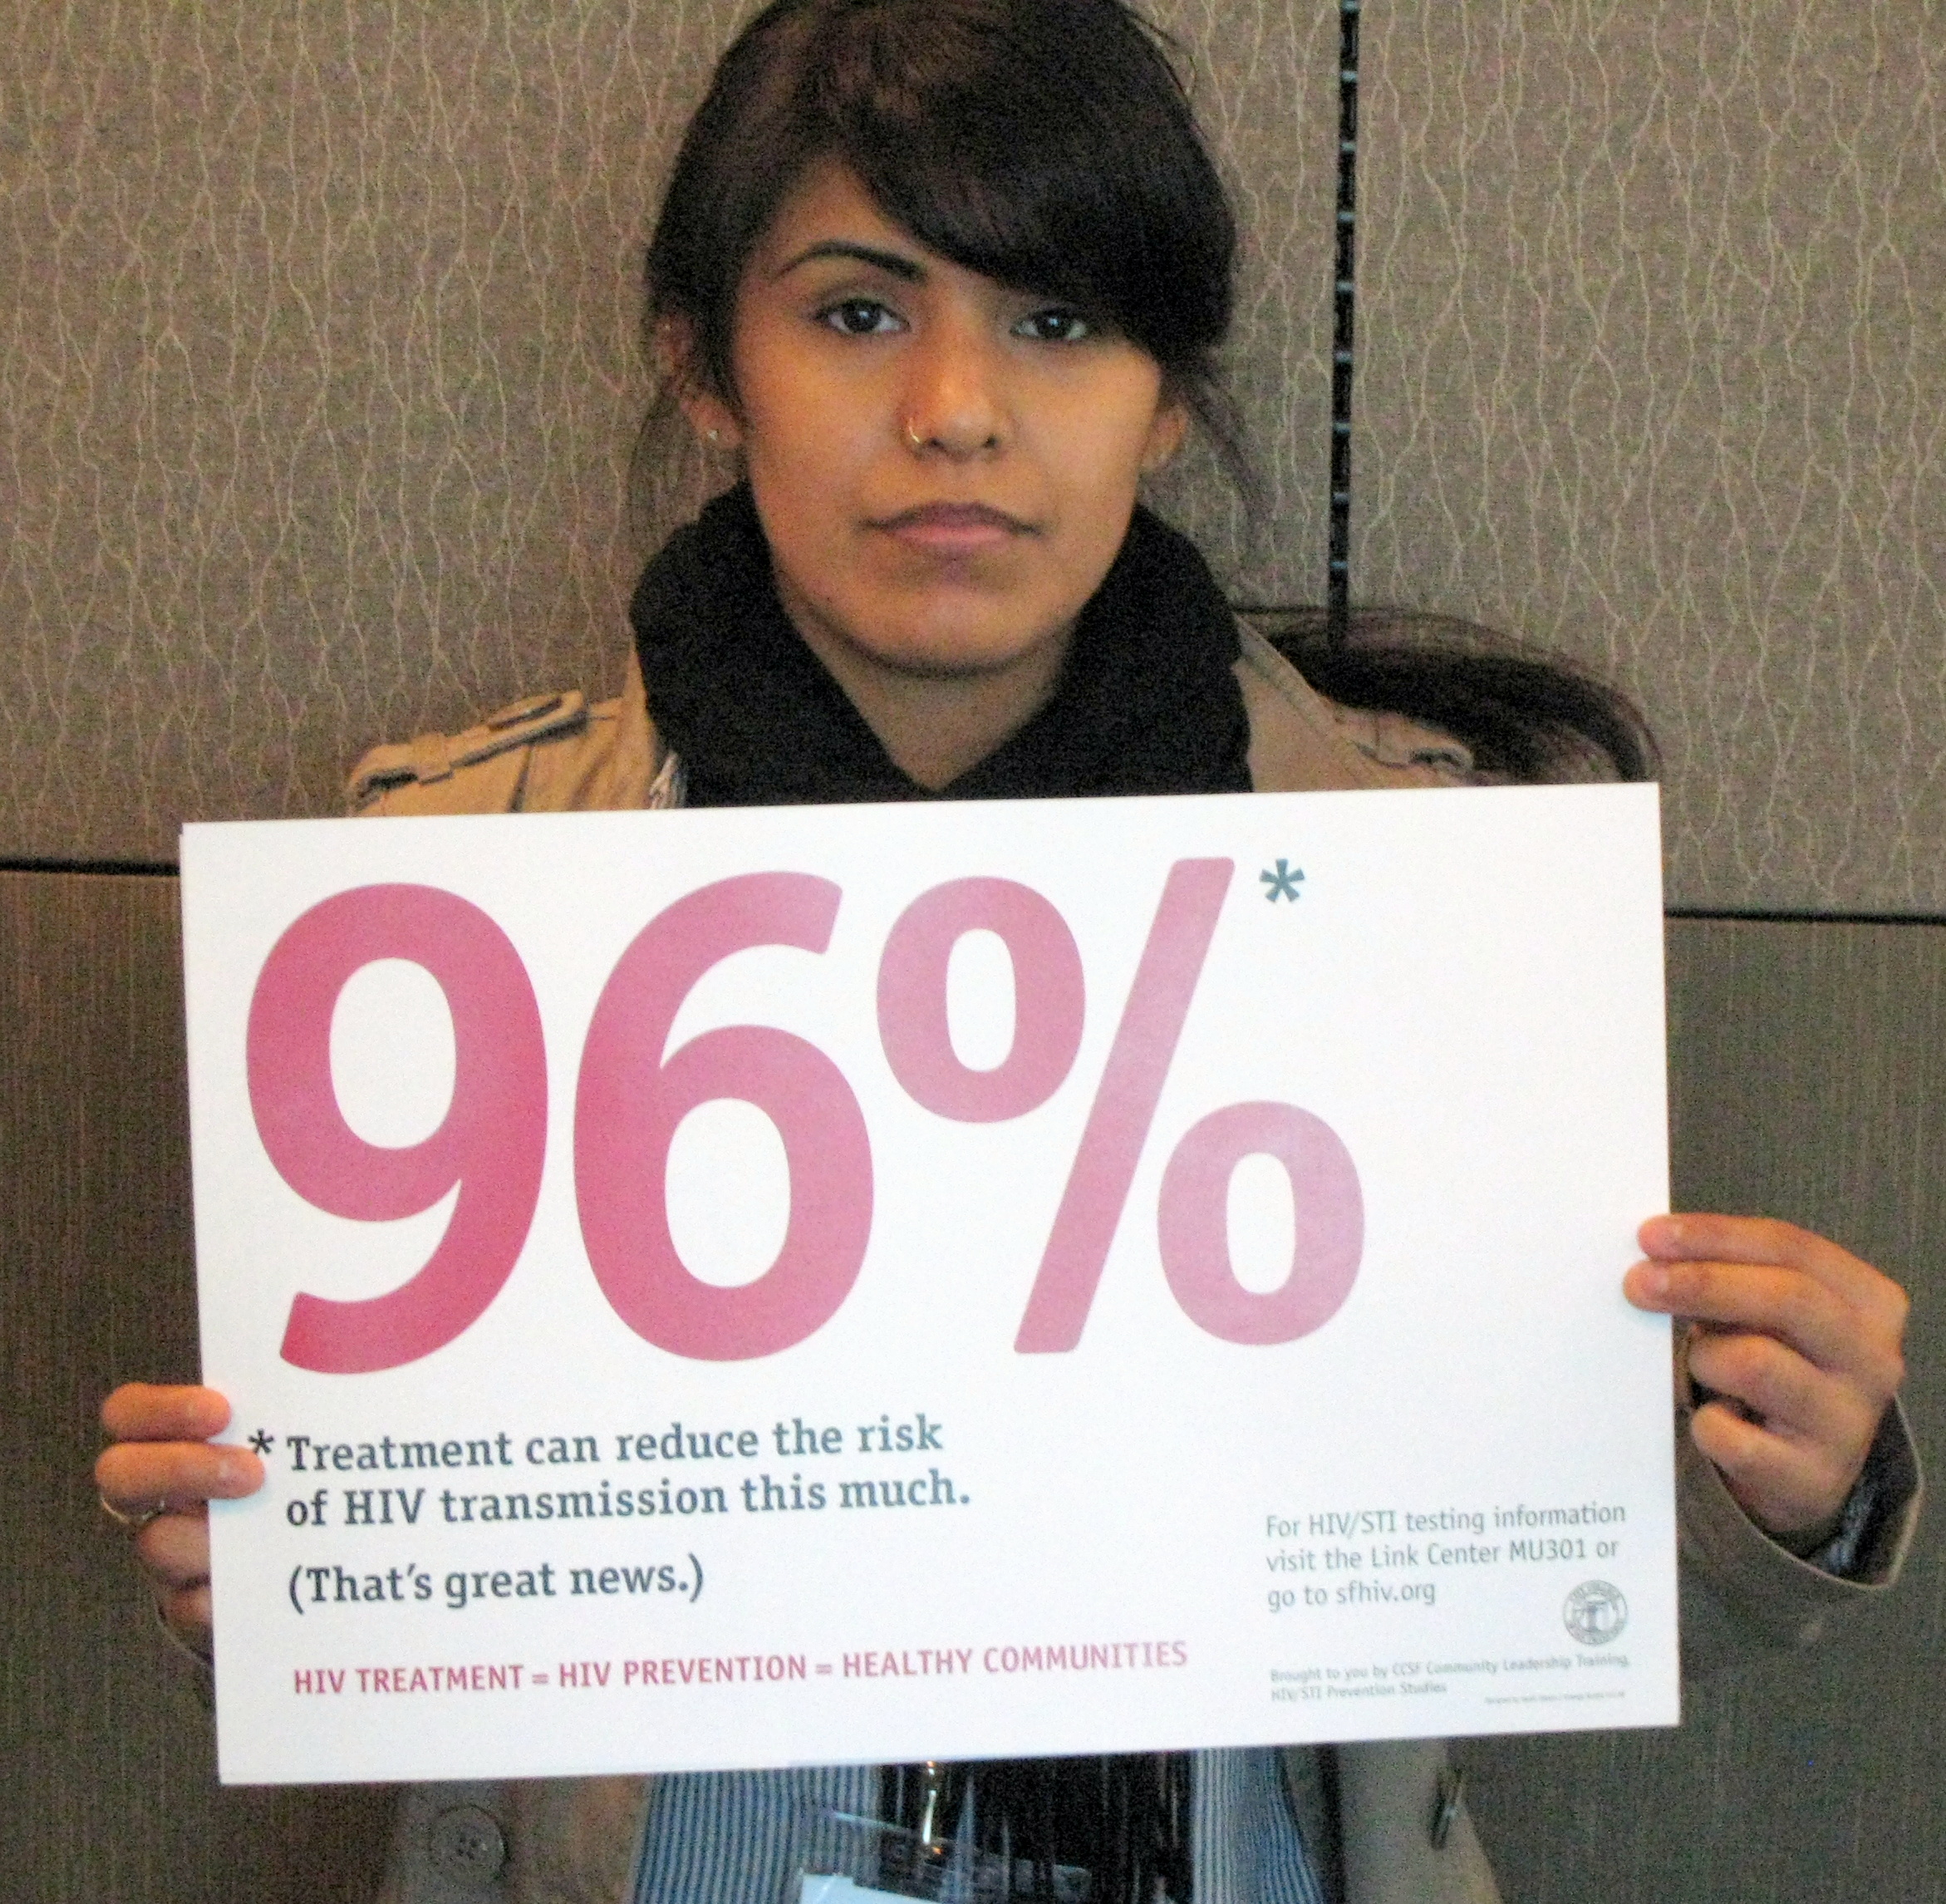 96%*
* Treatment can reduce the risk
of HIV transmission this much.
(That's great news.)
HIV TREATMENT = HIV PREVENTION = HEALTHY COMMUNITIES
For HIV/STI testing information
visit the Link Center MU301 or
go to sfhiv.org
Brought to you by CCSF Community Leadership Training,
HIV/STI Prevention Studies